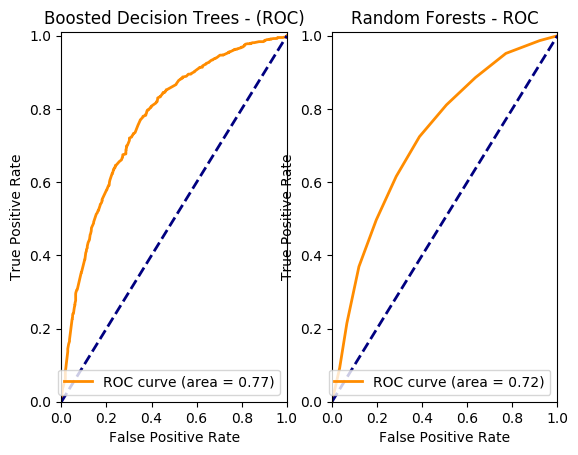 Boosted Decision Trees - (ROC)
1.0
0.8
0.6
0.4
0.2
0.0
True Positive Rate
ROC curve (area = 0.77)
0.0 0.2 0.4 0.6 0.8 1.0
False Positive Rate
Random Forests - ROC
1.0
0.8
0.6
0.4
0.2
0.0
True Positive Rate
ROC curve (area = 0.72)
0.0 0.2 0.4 0.6 0.8 1.0
False Positive Rate